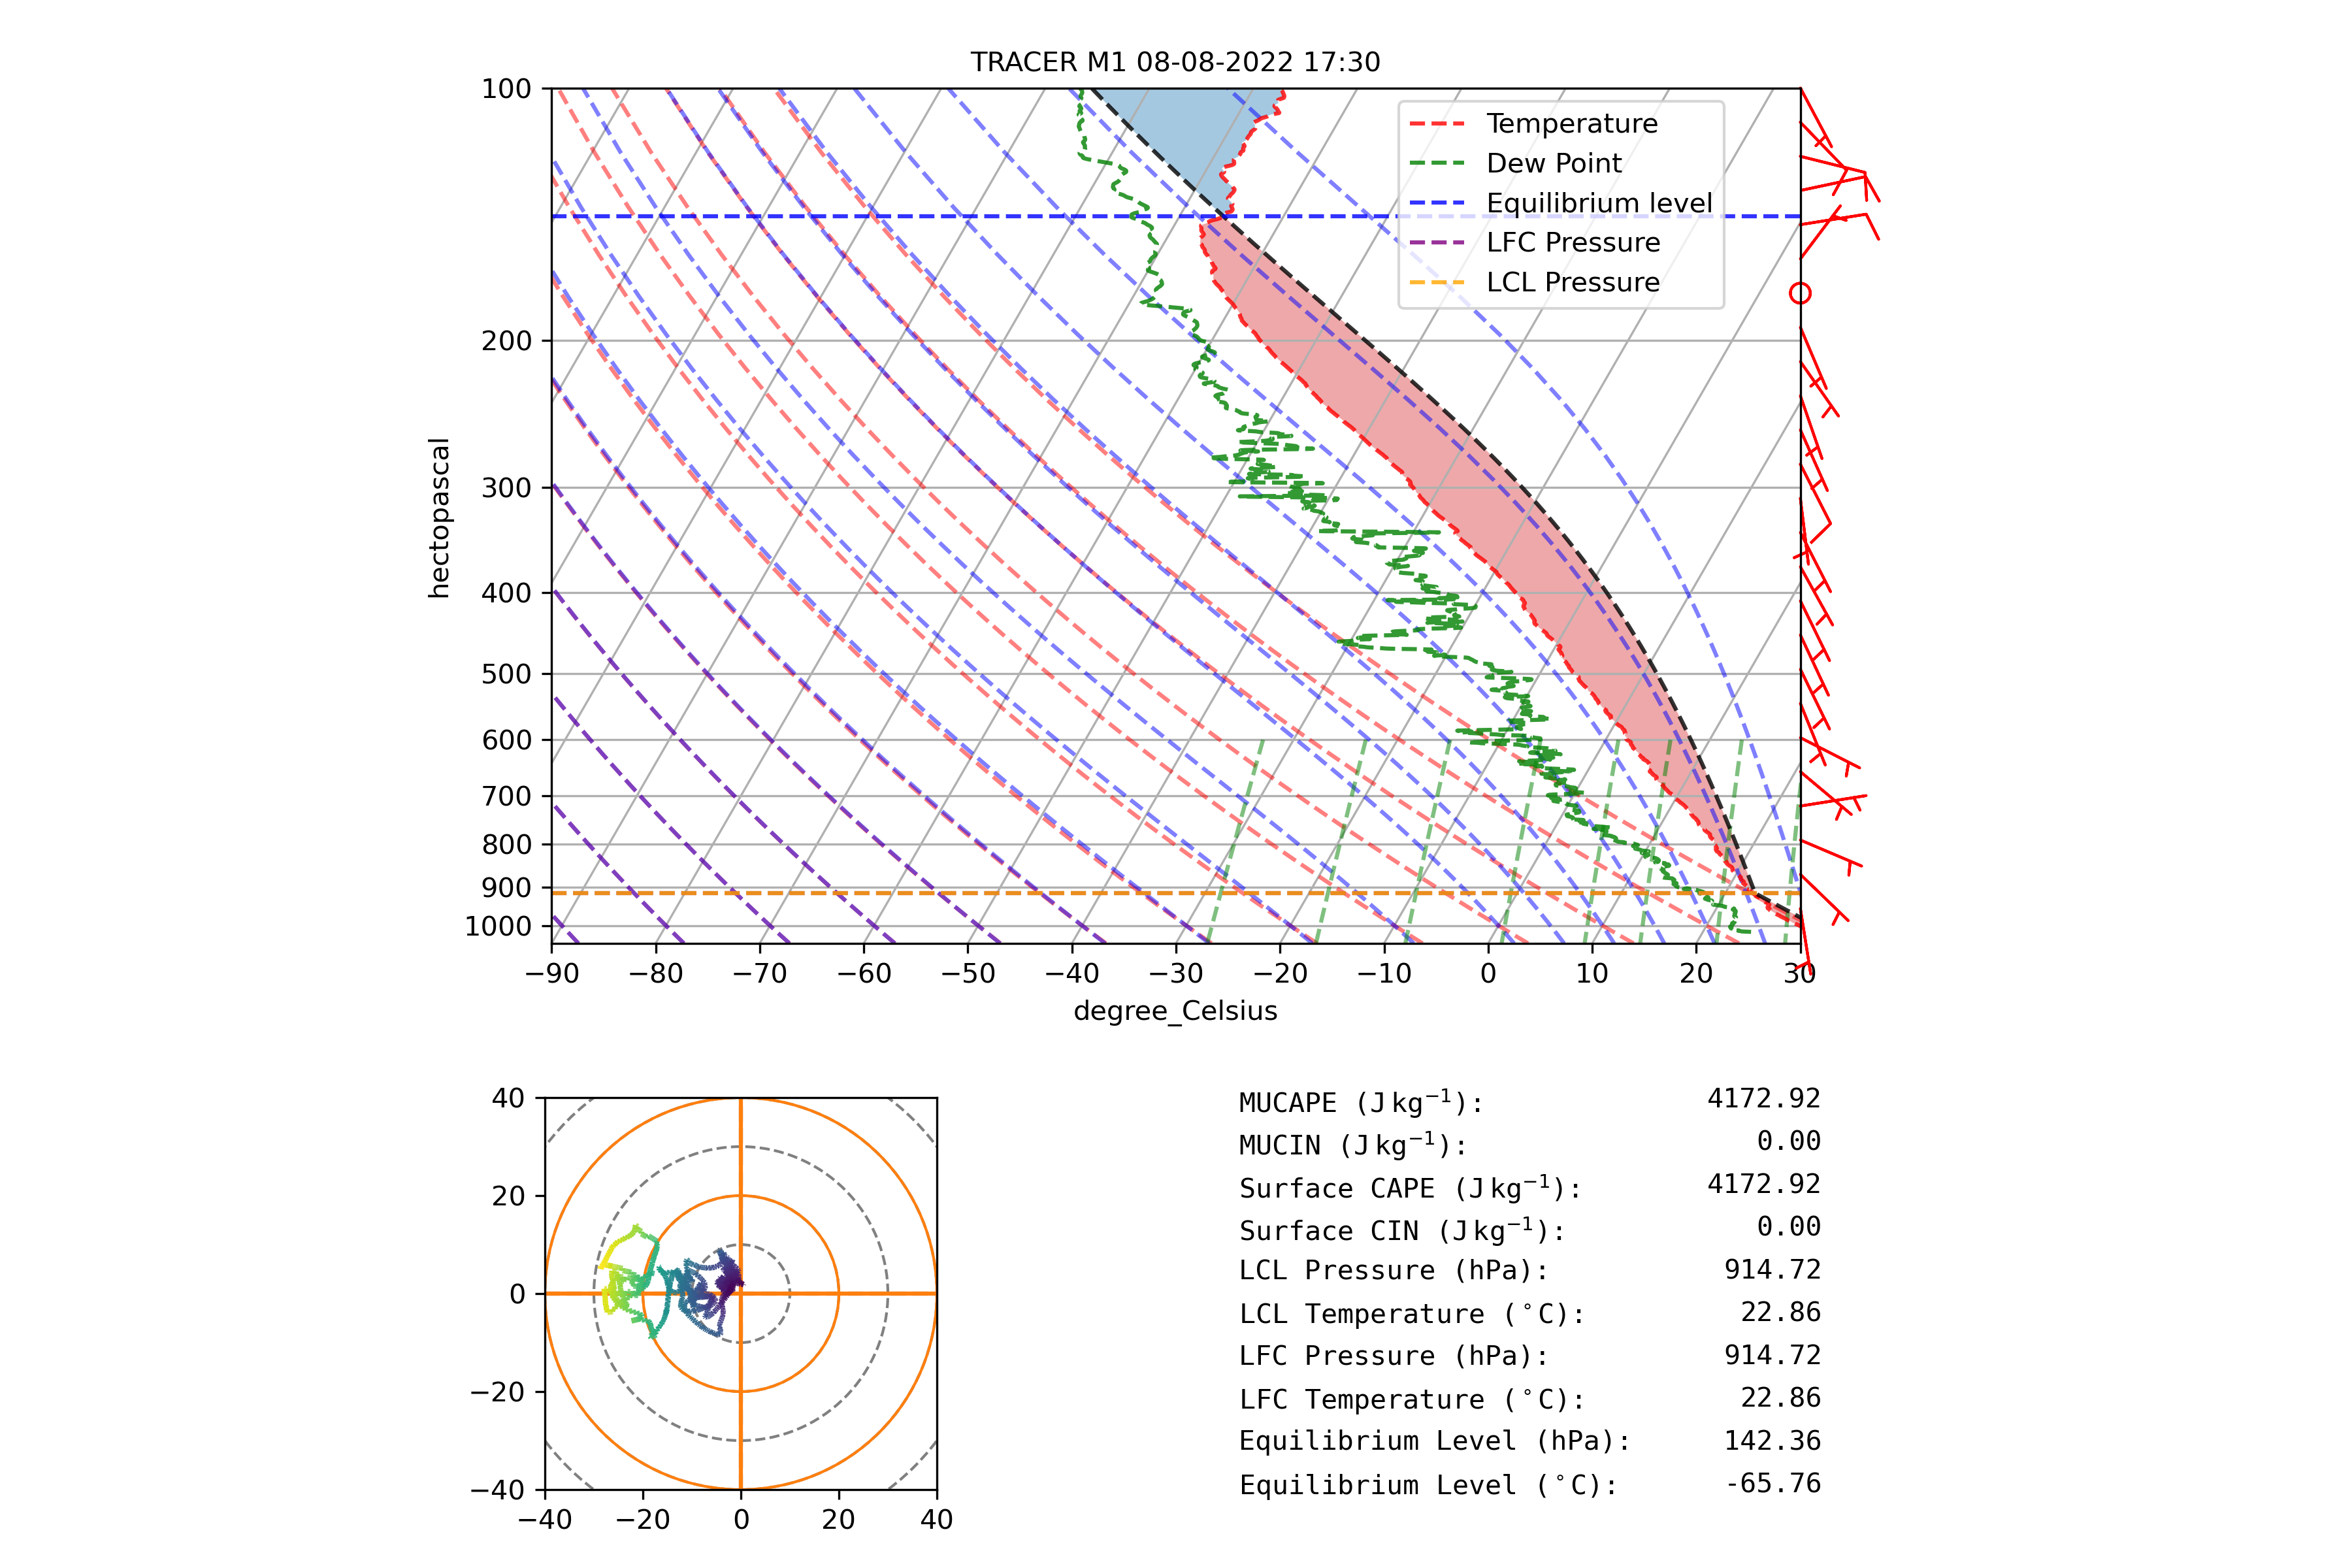 TRACER M1 08-08-2022 17:30
100
200
300
400
500
600
700
800
900
1000
hectopascal
Temperature
Dew Point
Equilibrium level
LFC Pressure
LCL Pressure
−90 −80 −70 −60 −50 −40 −30 −20 −10 0 10 20 30
degree_Celsius
40
20
0
−20
−40
−40 −20 0 20 40
MUCAPE (J kg⁻¹): 4172.92
MUCIN (J kg⁻¹): 0.00
Surface CAPE (J kg⁻¹): 4172.92
Surface CIN (J kg⁻¹): 0.00
LCL Pressure (hPa): 914.72
LCL Temperature (°C): 22.86
LFC Pressure (hPa): 914.72
LFC Temperature (°C): 22.86
Equilibrium Level (hPa): 142.36
Equilibrium Level (°C): -65.76